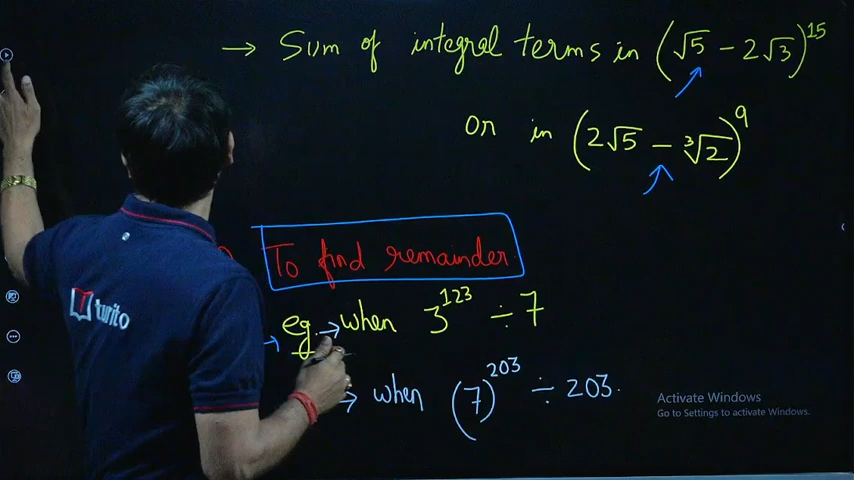 → Sum of integral terms in (√5 − 2√3)^15
or in (2√5 − ∛2)^9
To find remainder
eg. → when 3^123 ÷ 7
→ when (7)^203 ÷ 203.
turito
Activate Windows
Go to Settings to activate Windows.